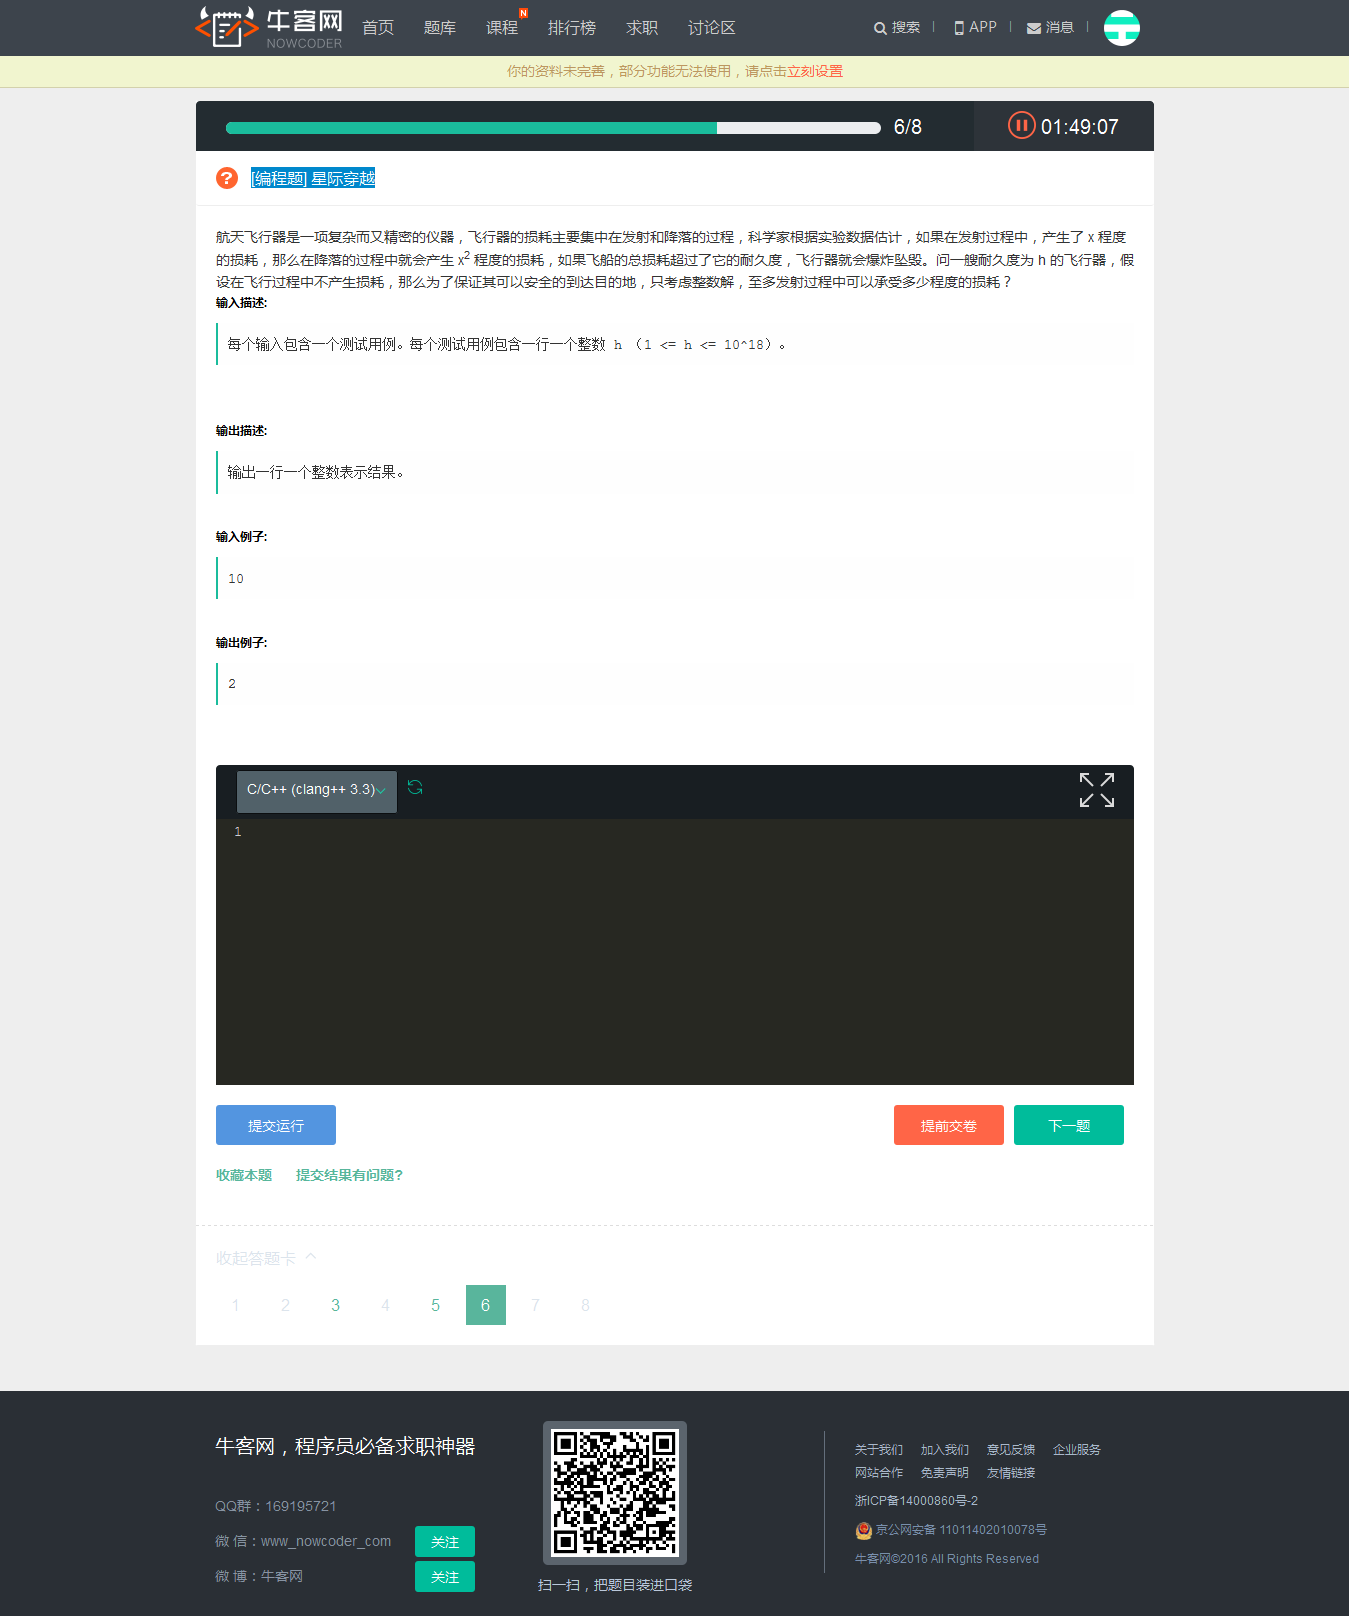 牛客网
NOWCODER
首页 题库 课程 N 排行榜 求职 讨论区 搜索 APP 消息
你的资料未完善，部分功能无法使用，请点击立刻设置
6/8 01:49:07
? [编程题] 星际穿越
航天飞行器是一项复杂而又精密的仪器，飞行器的损耗主要集中在发射和降落的过程，科学家根据实验数据估计，如果在发射过程中，产生了 x 程度
的损耗，那么在降落的过程中就会产生 x² 程度的损耗，如果飞船的总损耗超过了它的耐久度，飞行器就会爆炸坠毁。问一艘耐久度为 h 的飞行器，假
设在飞行过程中不产生损耗，那么为了保证其可以安全的到达目的地，只考虑整数解，至多发射过程中可以承受多少程度的损耗？
输入描述:
每个输入包含一个测试用例。每个测试用例包含一行一个整数 h （1 <= h <= 10^18）。
输出描述:
输出一行一个整数表示结果。
输入例子:
10
输出例子:
2
C/C++ (clang++ 3.3)
1
提交运行 提前交卷 下一题
收藏本题 提交结果有问题?
收起答题卡
1 2 3 4 5 6 7 8
牛客网，程序员必备求职神器
QQ群：169195721
微 信：www_nowcoder_com 关注
微 博：牛客网 关注
扫一扫，把题目装进口袋
关于我们 加入我们 意见反馈 企业服务
网站合作 免责声明 友情链接
浙ICP备14000860号-2
京公网安备 11011402010078号
牛客网©2016 All Rights Reserved